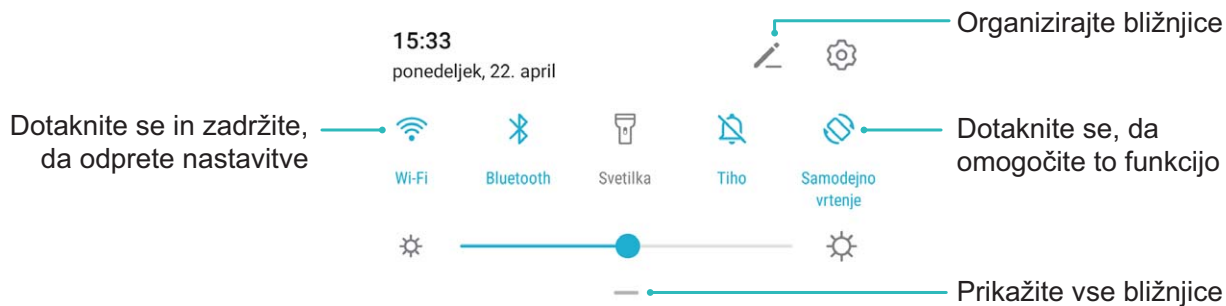 Organizirajte bližnjice
15:33
ponedeljek, 22. april
Dotaknite se in zadržite,
da odprete nastavitve
Dotaknite se, da
omogočite to funkcijo
Wi-Fi
Bluetooth
Svetilka
Tiho
Samodejno
vrtenje
Prikažite vse bližnjice